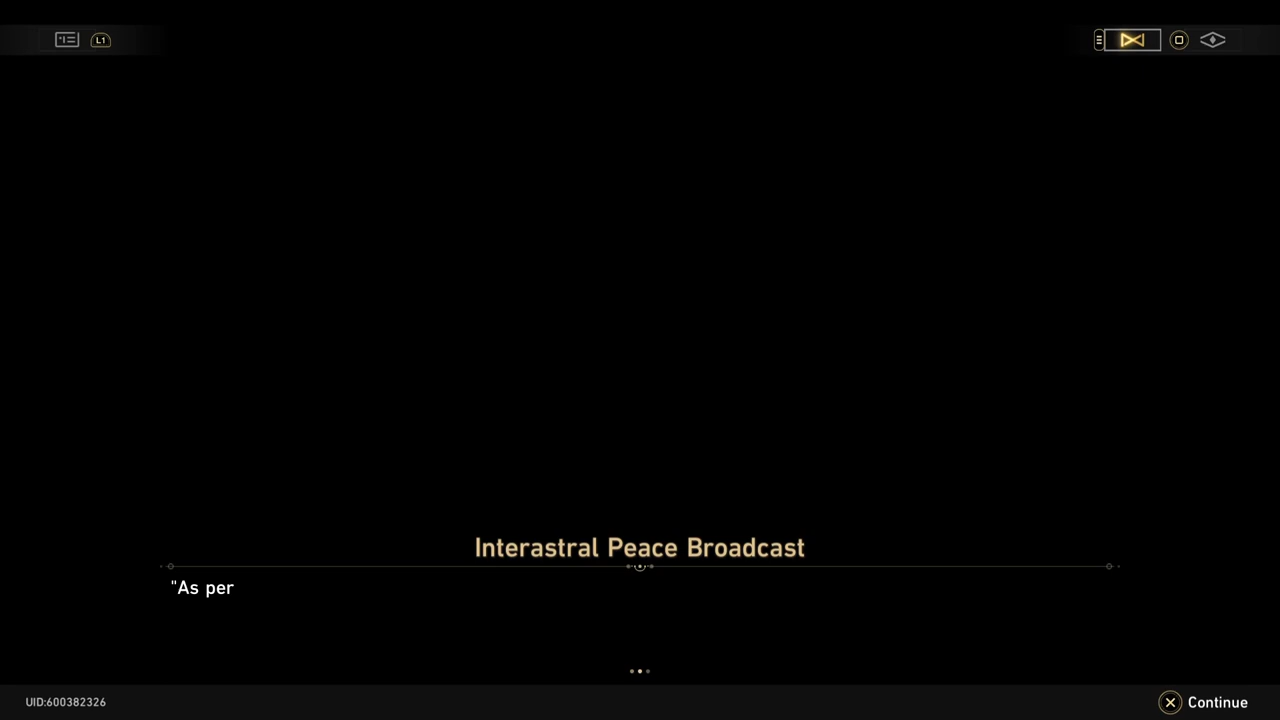 L1
Interastral Peace Broadcast
"As per
UID:600382326
Continue